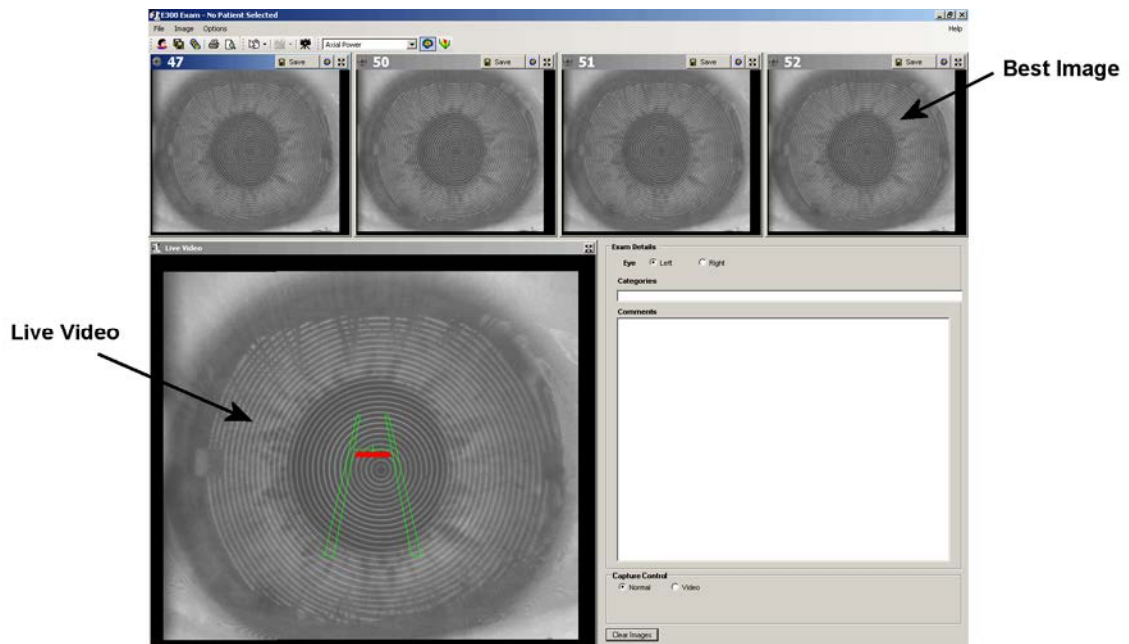 E300 Exam - No Patient Selected
File Image Options Help
Axial Power
47 Save
50 Save
51 Save
52 Save
Best Image
Live Video
Exam Details
Eye Left Right
Categories
Comments
Live Video
Capture Control
Normal Video
Clear Images